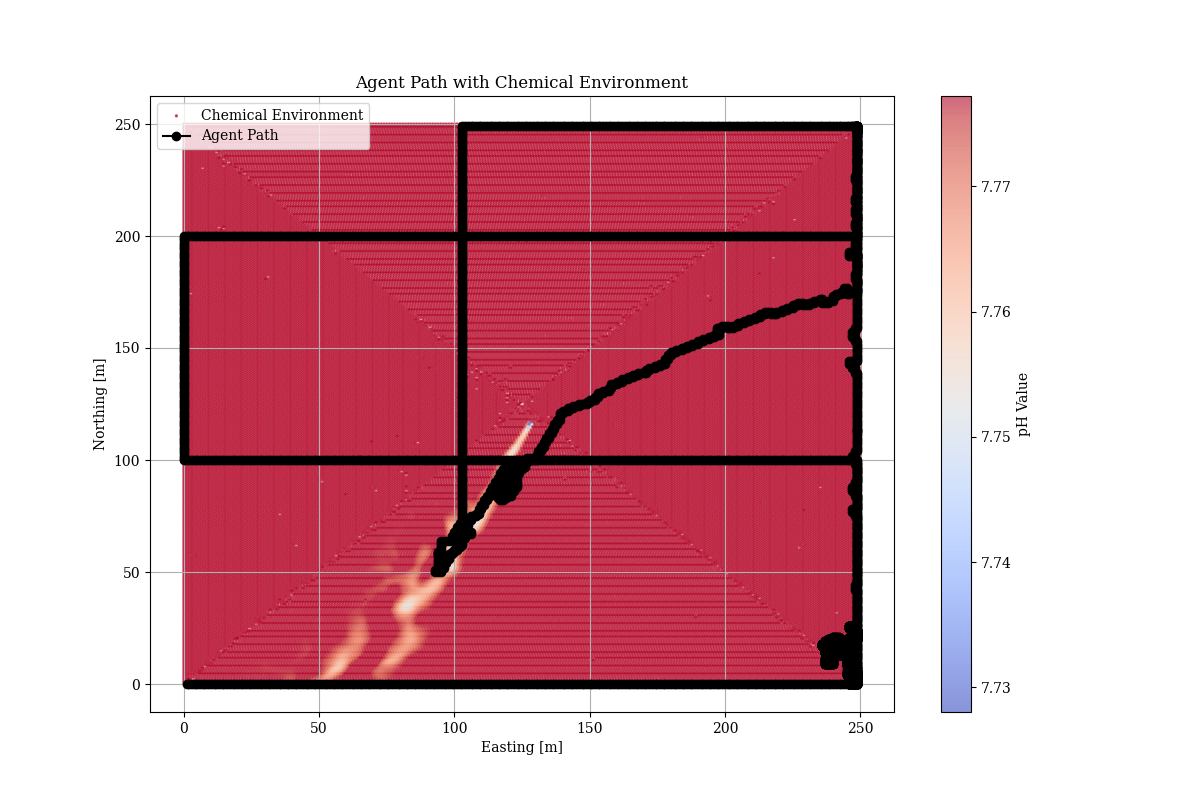 Agent Path with Chemical Environment
Chemical Environment
Agent Path
250
200
150
100
50
0
Northing [m]
0 50 100 150 200 250
Easting [m]
7.77
7.76
7.75
7.74
7.73
pH Value